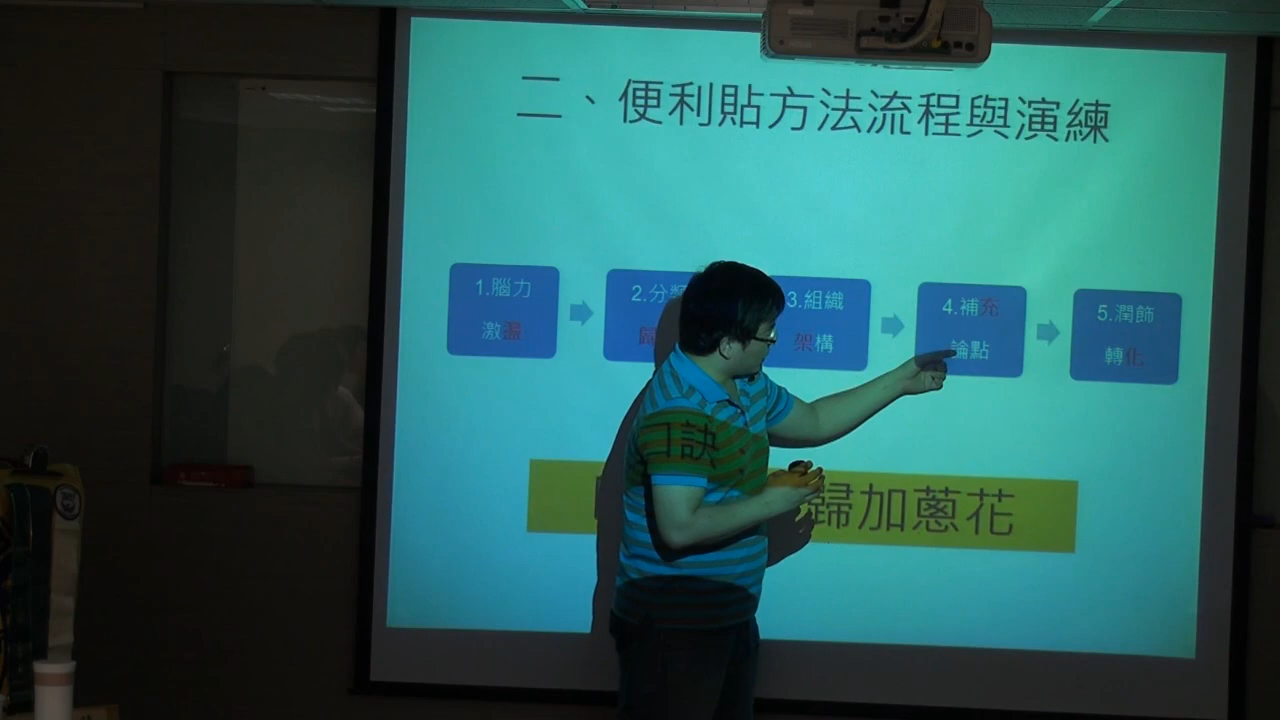 二、便利貼方法流程與演練
1.腦力
激盪
2.分類
歸
3.組織
架構
4.補充
論點
5.潤飾
轉化
口訣：
歸加蔥花